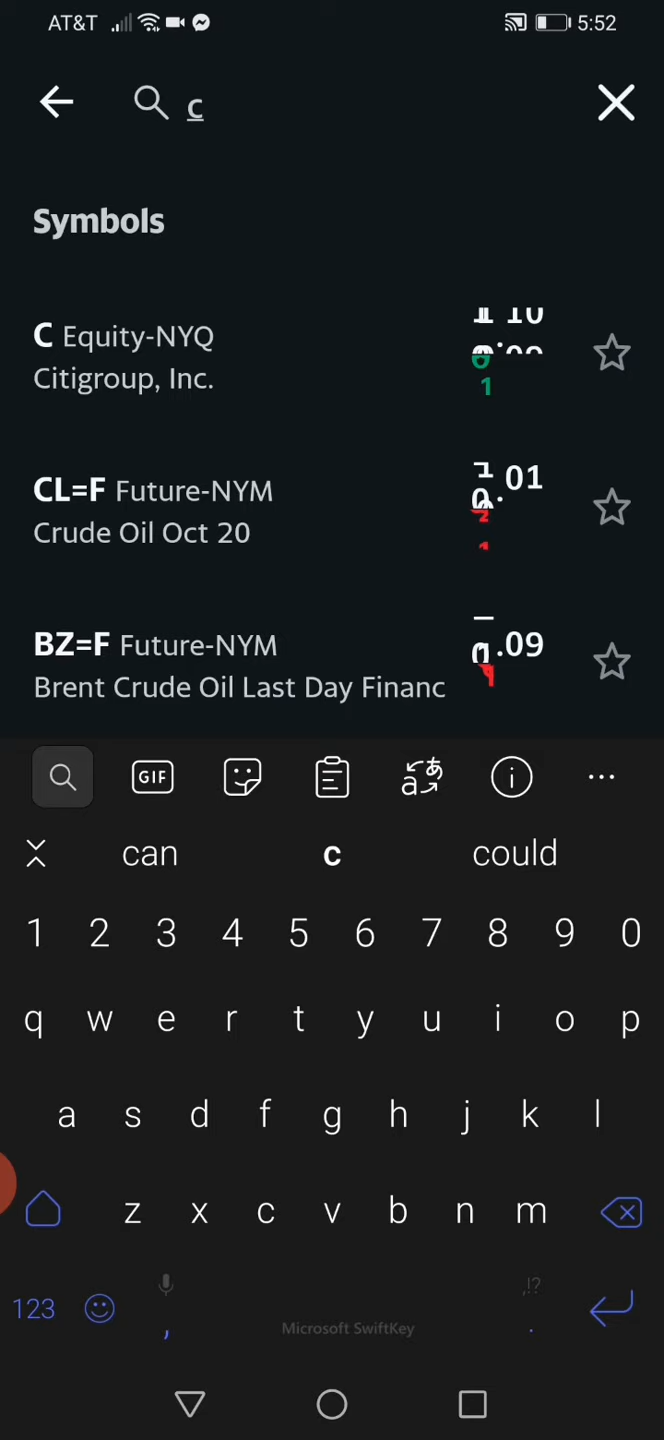 AT&T 5:52
c
Symbols
C Equity-NYQ
Citigroup, Inc.
CL=F Future-NYM
.01
Crude Oil Oct 20
BZ=F Future-NYM
.09
Brent Crude Oil Last Day Financ
GIF
can c could
1 2 3 4 5 6 7 8 9 0
q w e r t y u i o p
a s d f g h j k l
z x c v b n m
,!?
123 , Microsoft SwiftKey .